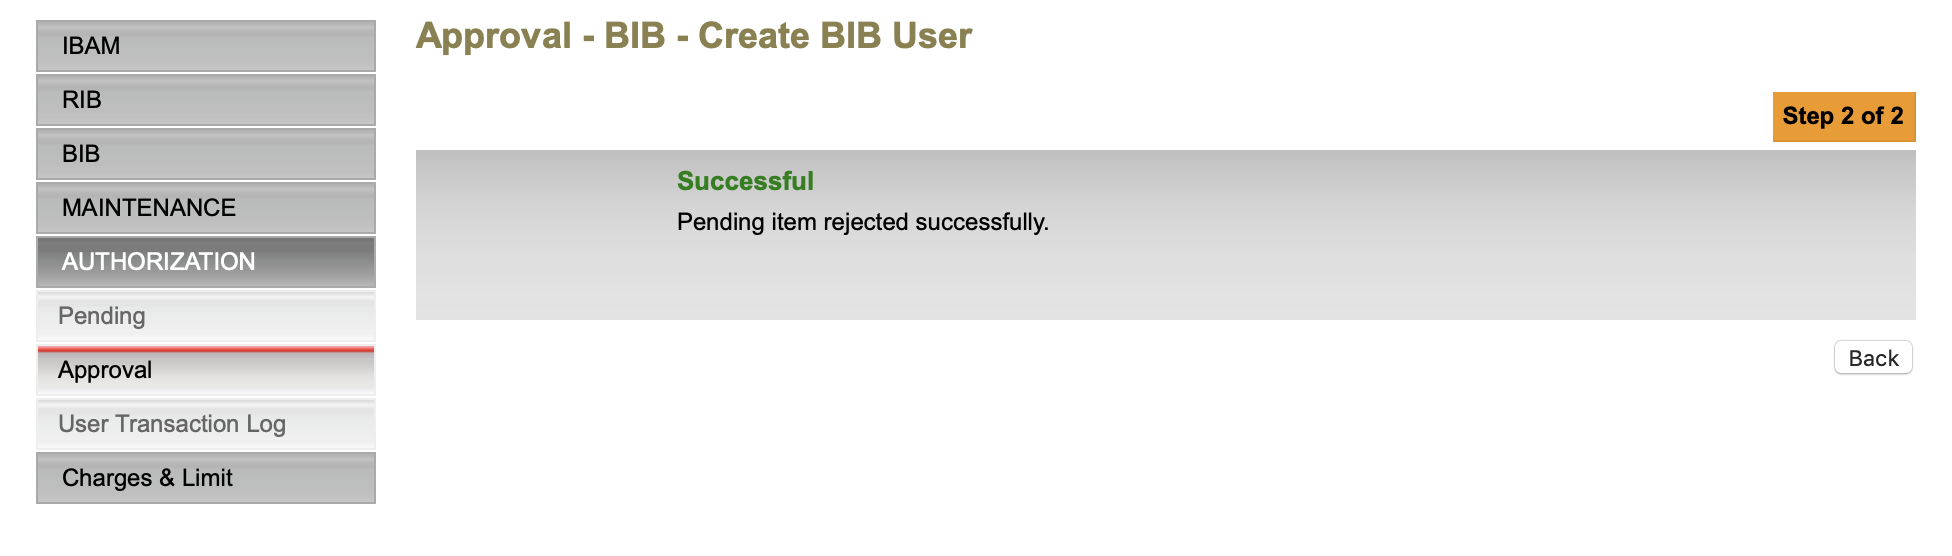 IBAM
RIB
BIB
MAINTENANCE
AUTHORIZATION
Pending
Approval
User Transaction Log
Charges & Limit
Approval - BIB - Create BIB User
Step 2 of 2
Successful
Pending item rejected successfully.
Back